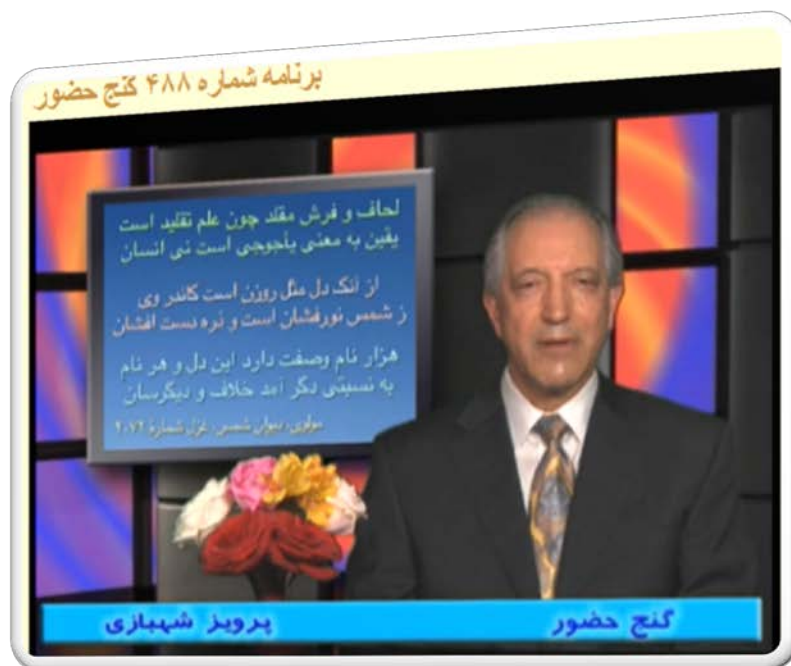 برنامه شماره ۴۸۸ گنج حضور
لحاف و فرش مقلد چون علم تقلید است
یقین به معنی یأجوجی است نی انسان
از آنک دل مثل روزن است کاندر وی
ز شمس نورفشان است و ذره دست افشان
هزار نام وصفت دارد این دل و هر نام
به نسبتی دگر آمد خلاف و دیگرسان
مولوی، دیوان شمس، غزل شمارهٔ ۲۰۷۲
گنج حضور
پرویز شهبازی